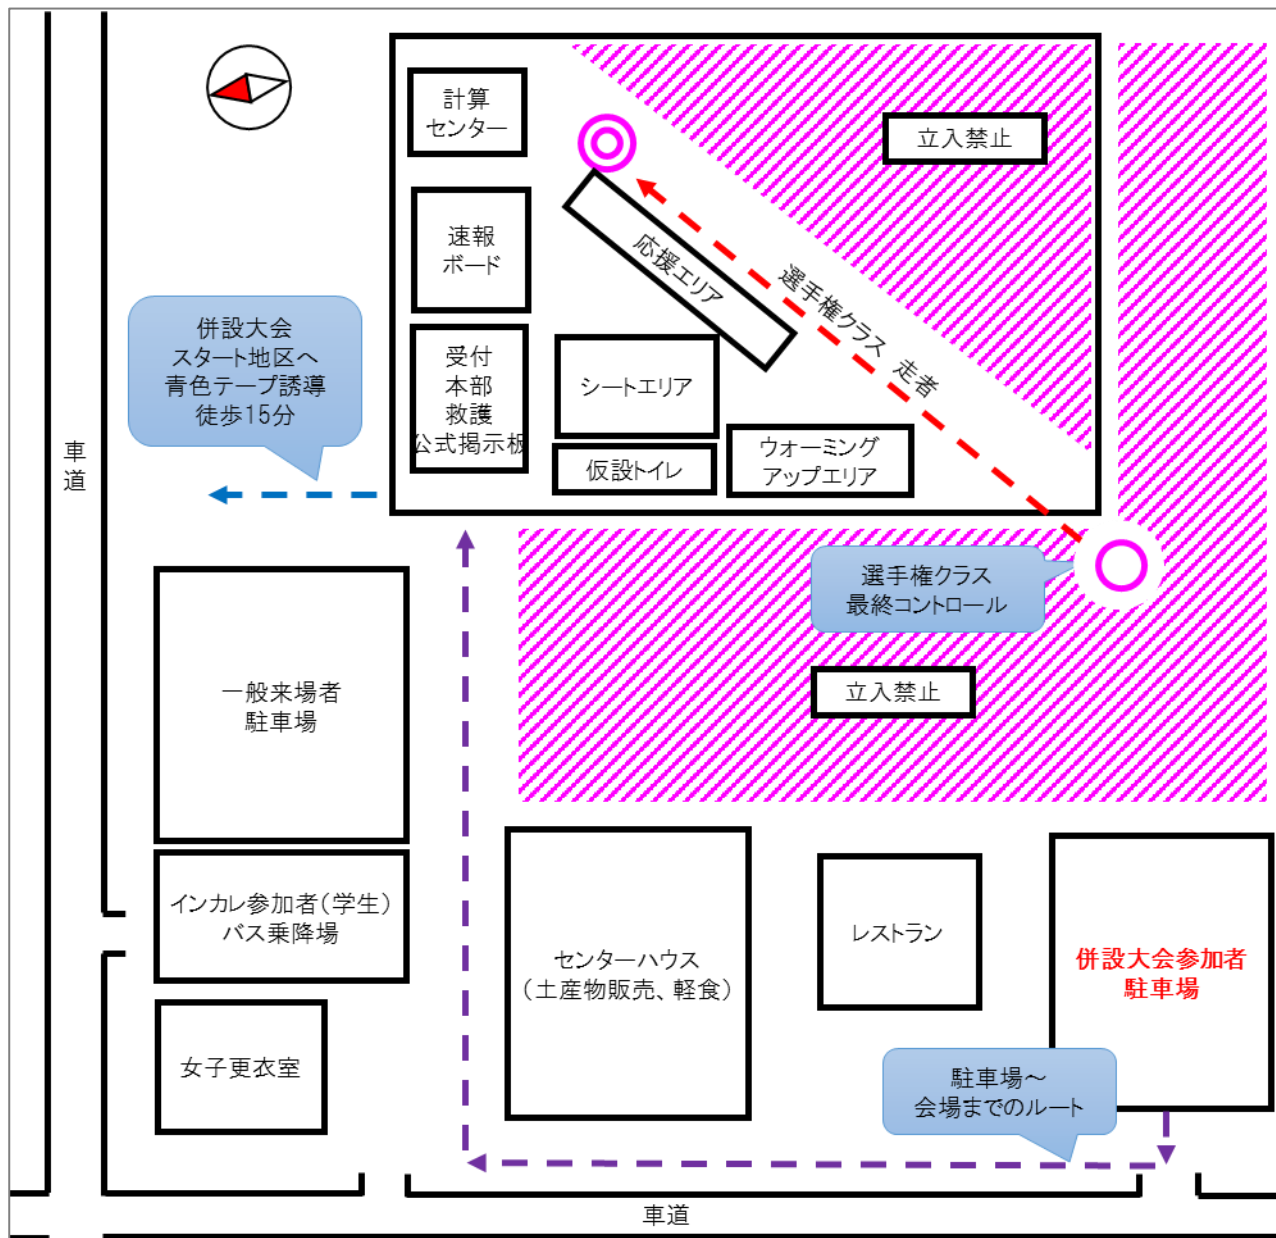 計算
センター
立入禁止
速報
ボード
応援エリア
選手権クラス 走者
併設大会
スタート地区へ
青色テープ誘導
徒歩15分
受付
本部
救護
公式掲示板
シートエリア
仮設トイレ
ウォーミング
アップエリア
車道
選手権クラス
最終コントロール
一般来場者
駐車場
立入禁止
インカレ参加者(学生)
バス乗降場
センターハウス
(土産物販売、軽食)
レストラン
併設大会参加者
駐車場
女子更衣室
駐車場～
会場までのルート
車道